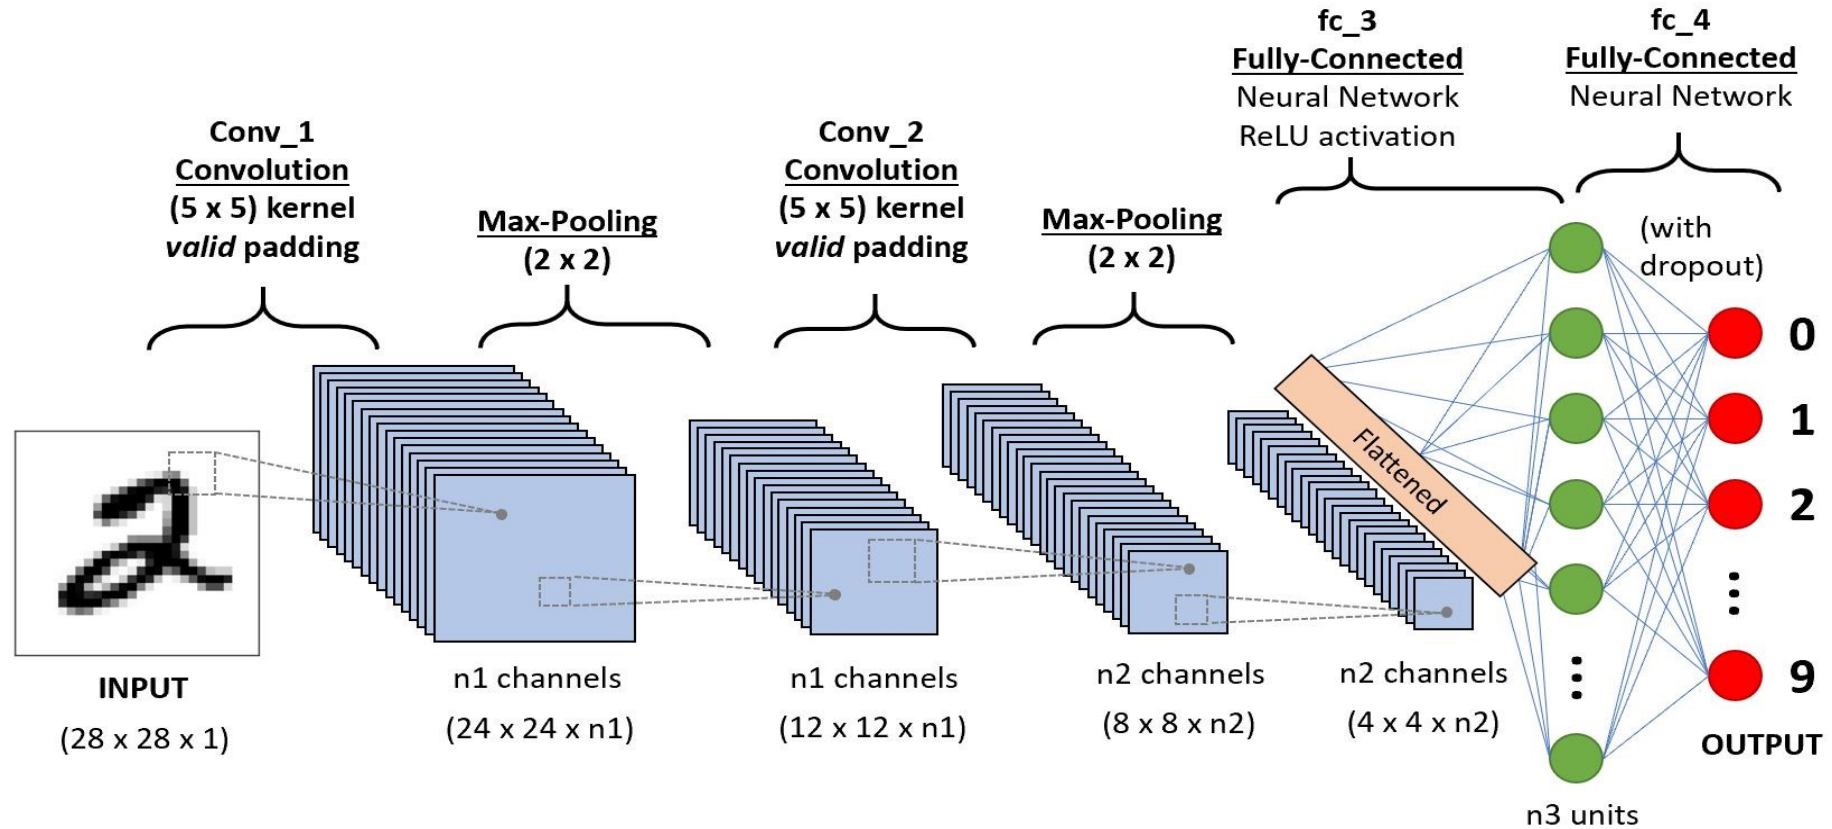 fc_3
Fully-Connected
Neural Network
ReLU activation
fc_4
Fully-Connected
Neural Network
Conv_1
Convolution
(5 x 5) kernel
valid padding
Max-Pooling
(2 x 2)
Conv_2
Convolution
(5 x 5) kernel
valid padding
Max-Pooling
(2 x 2)
(with
dropout)
Flattened
0
1
2
9
INPUT
(28 x 28 x 1)
n1 channels
(24 x 24 x n1)
n1 channels
(12 x 12 x n1)
n2 channels
(8 x 8 x n2)
n2 channels
(4 x 4 x n2)
OUTPUT
n3 units
2